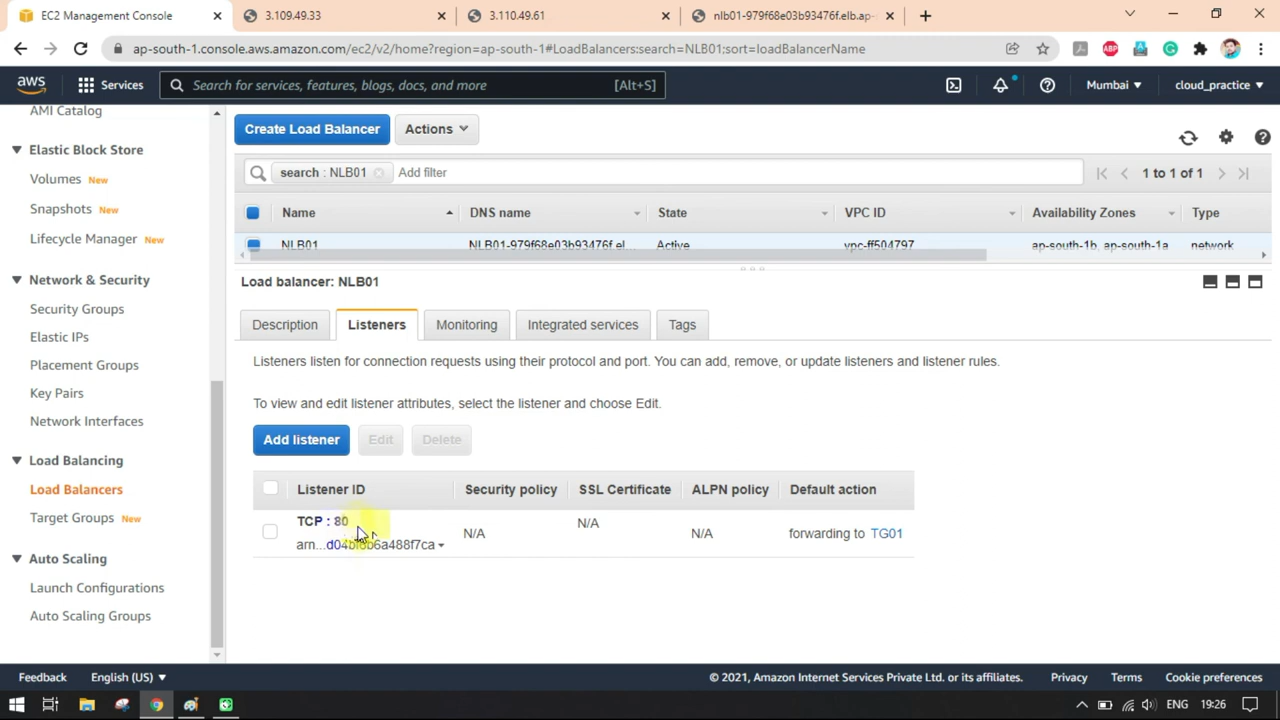 EC2 Management Console
3.109.49.33
3.110.49.61
nlb01-979f68e03b93476f.elb.ap-
ap-south-1.console.aws.amazon.com/ec2/v2/home?region=ap-south-1#LoadBalancers:search=NLB01;sort=loadBalancerName
ABP
aws
Services
Search for services, features, blogs, docs, and more
[Alt+S]
Mumbai
cloud_practice
AMI Catalog
Elastic Block Store
Volumes New
Snapshots New
Lifecycle Manager New
Network & Security
Security Groups
Elastic IPs
Placement Groups
Key Pairs
Network Interfaces
Load Balancing
Load Balancers
Target Groups New
Auto Scaling
Launch Configurations
Auto Scaling Groups
Create Load Balancer
Actions
search : NLB01
Add filter
1 to 1 of 1
Name DNS name State VPC ID Availability Zones Type
NLB01 NLB01-979f68e03b93476f.el... Active vpc-ff504797 ap-south-1b, ap-south-1a network
Load balancer: NLB01
Description Listeners Monitoring Integrated services Tags
Listeners listen for connection requests using their protocol and port. You can add, remove, or update listeners and listener rules.
To view and edit listener attributes, select the listener and choose Edit.
Add listener Edit Delete
Listener ID Security policy SSL Certificate ALPN policy Default action
TCP : 80
N/A N/A N/A forwarding to TG01
Feedback English (US)
© 2021, Amazon Internet Services Private Ltd. or its affiliates.
Privacy Terms Cookie preferences
ENG 19:26